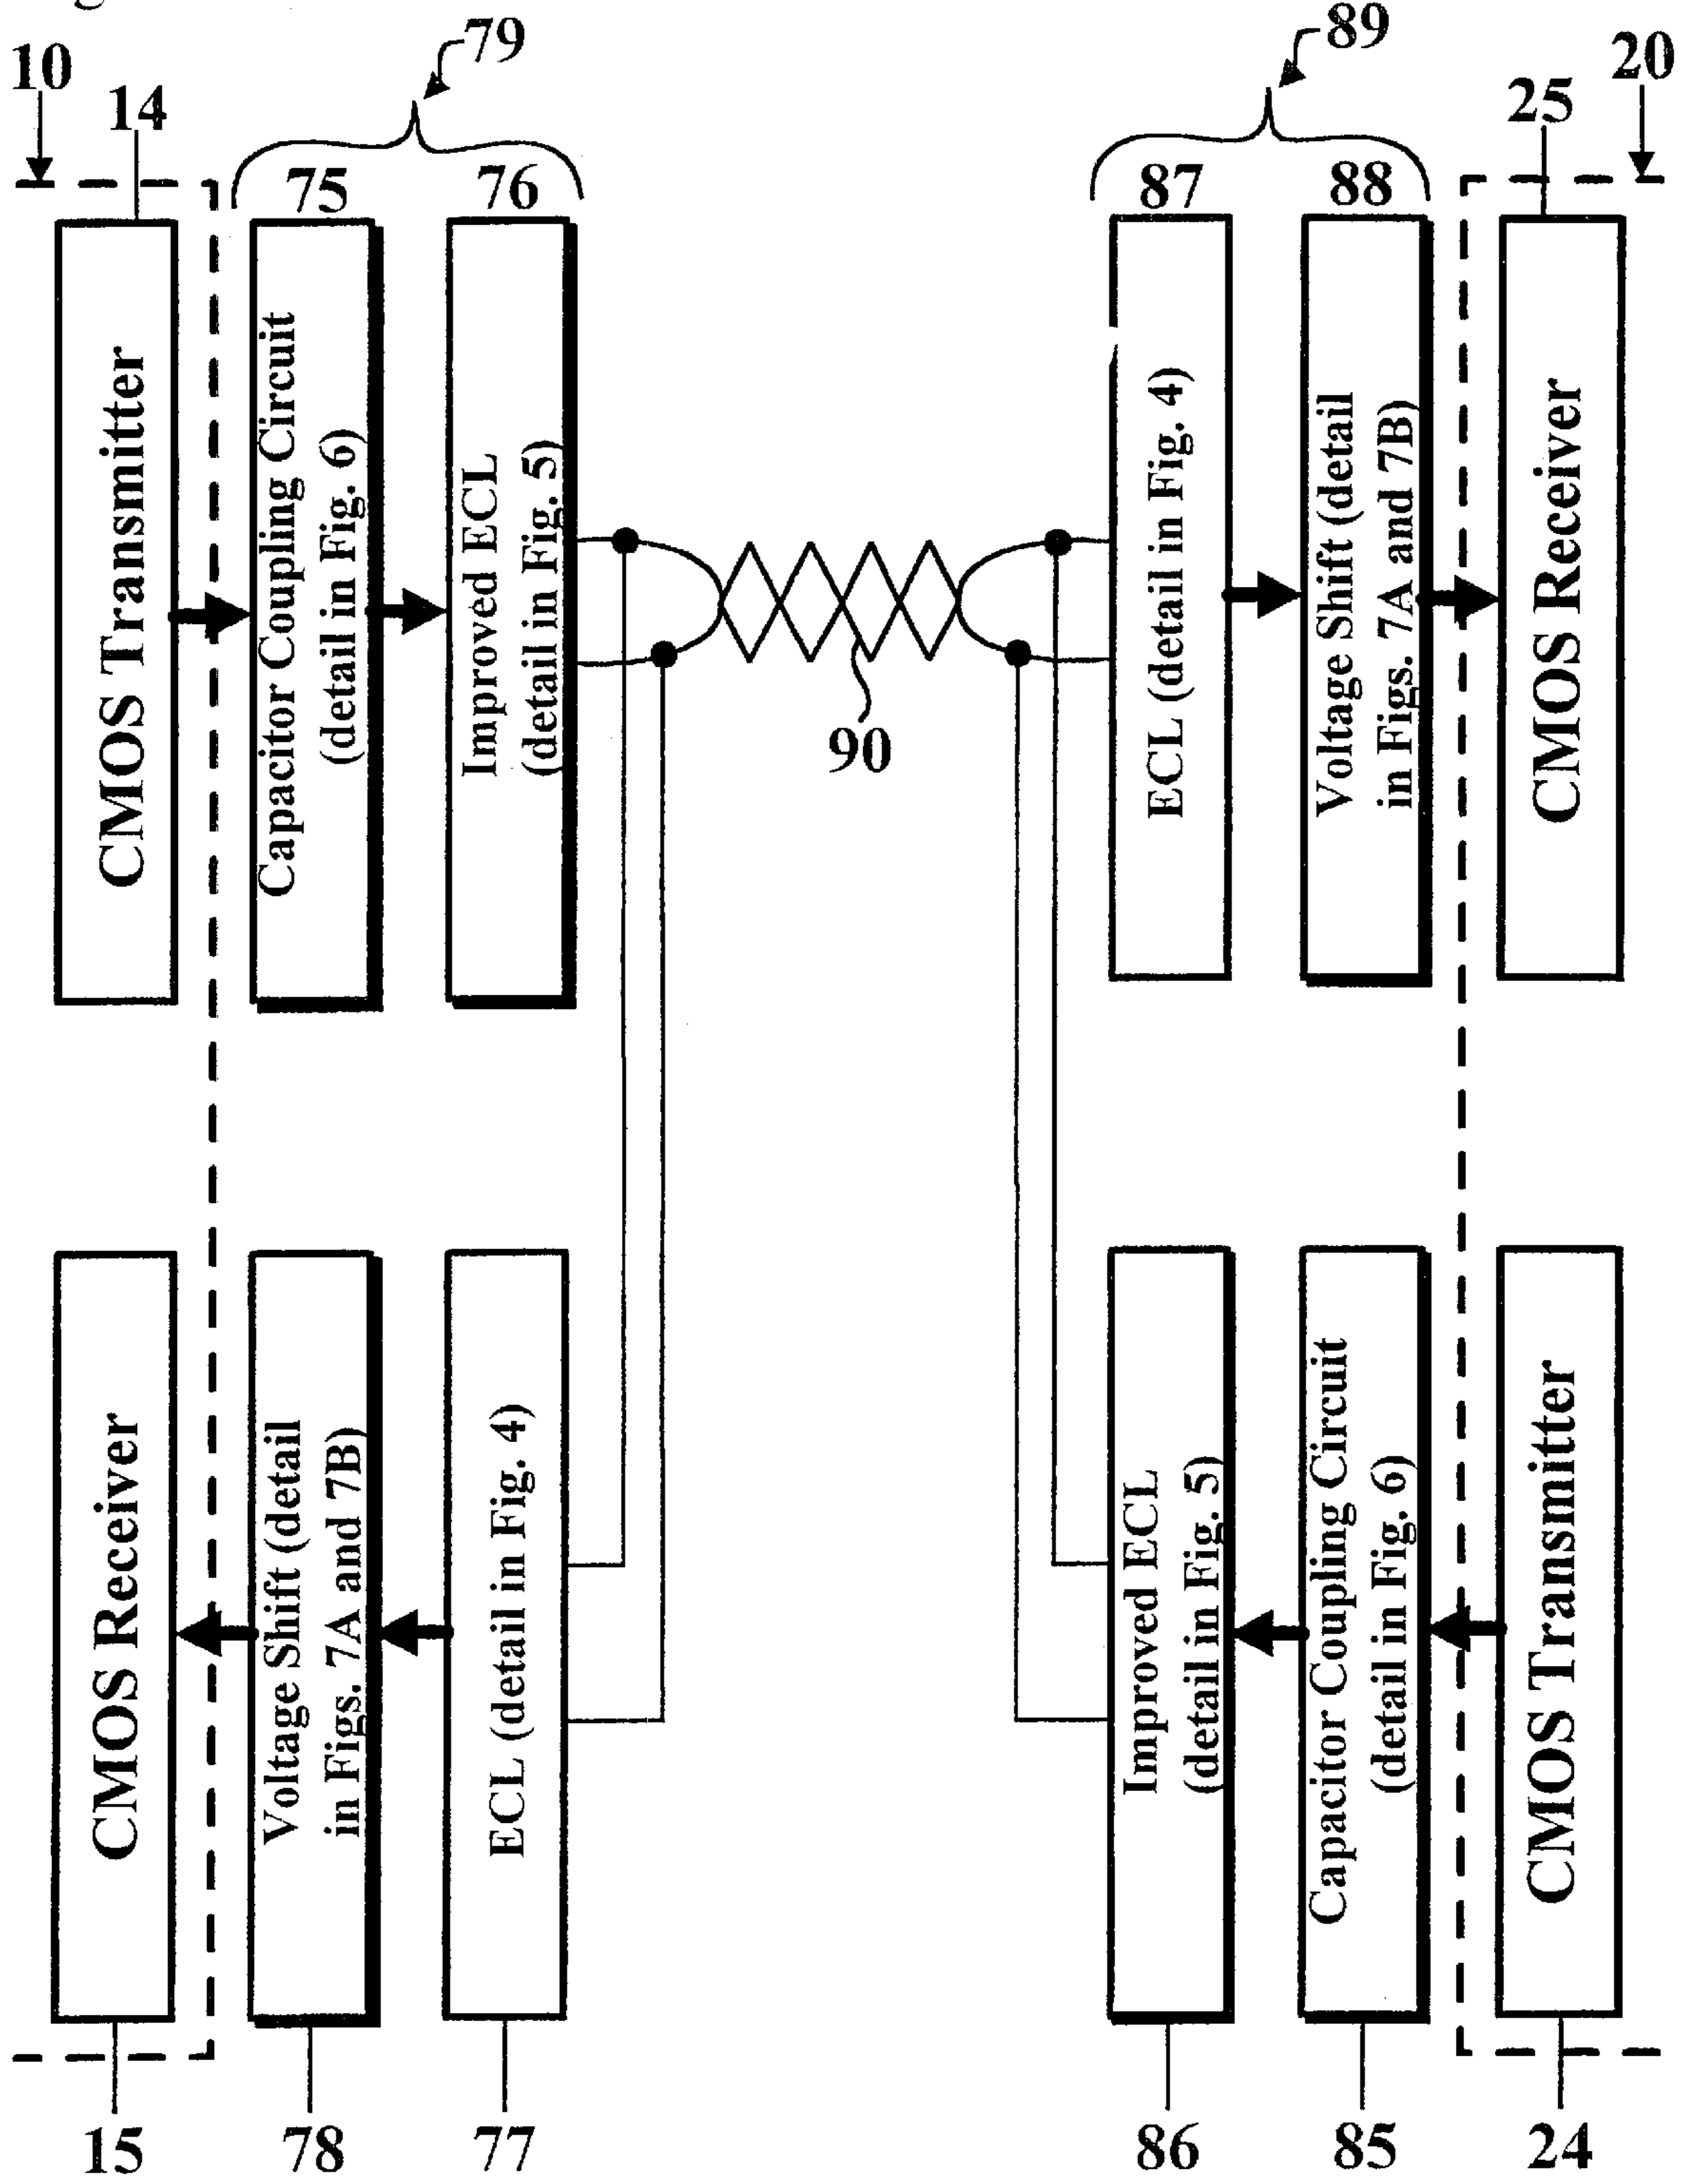 79
89
10
20
14
25
75
76
87
88
CMOS Transmitter
Capacitor Coupling Circuit
(detail in Fig. 6)
Improved ECL
(detail in Fig. 5)
90
ECL (detail in Fig. 4)
Voltage Shift (detail
in Figs. 7A and 7B)
CMOS Receiver
CMOS Receiver
Voltage Shift (detail
in Figs. 7A and 7B)
ECL (detail in Fig. 4)
Improved ECL
(detail in Fig. 5)
Capacitor Coupling Circuit
(detail in Fig. 6)
CMOS Transmitter
15
78
77
86
85
24